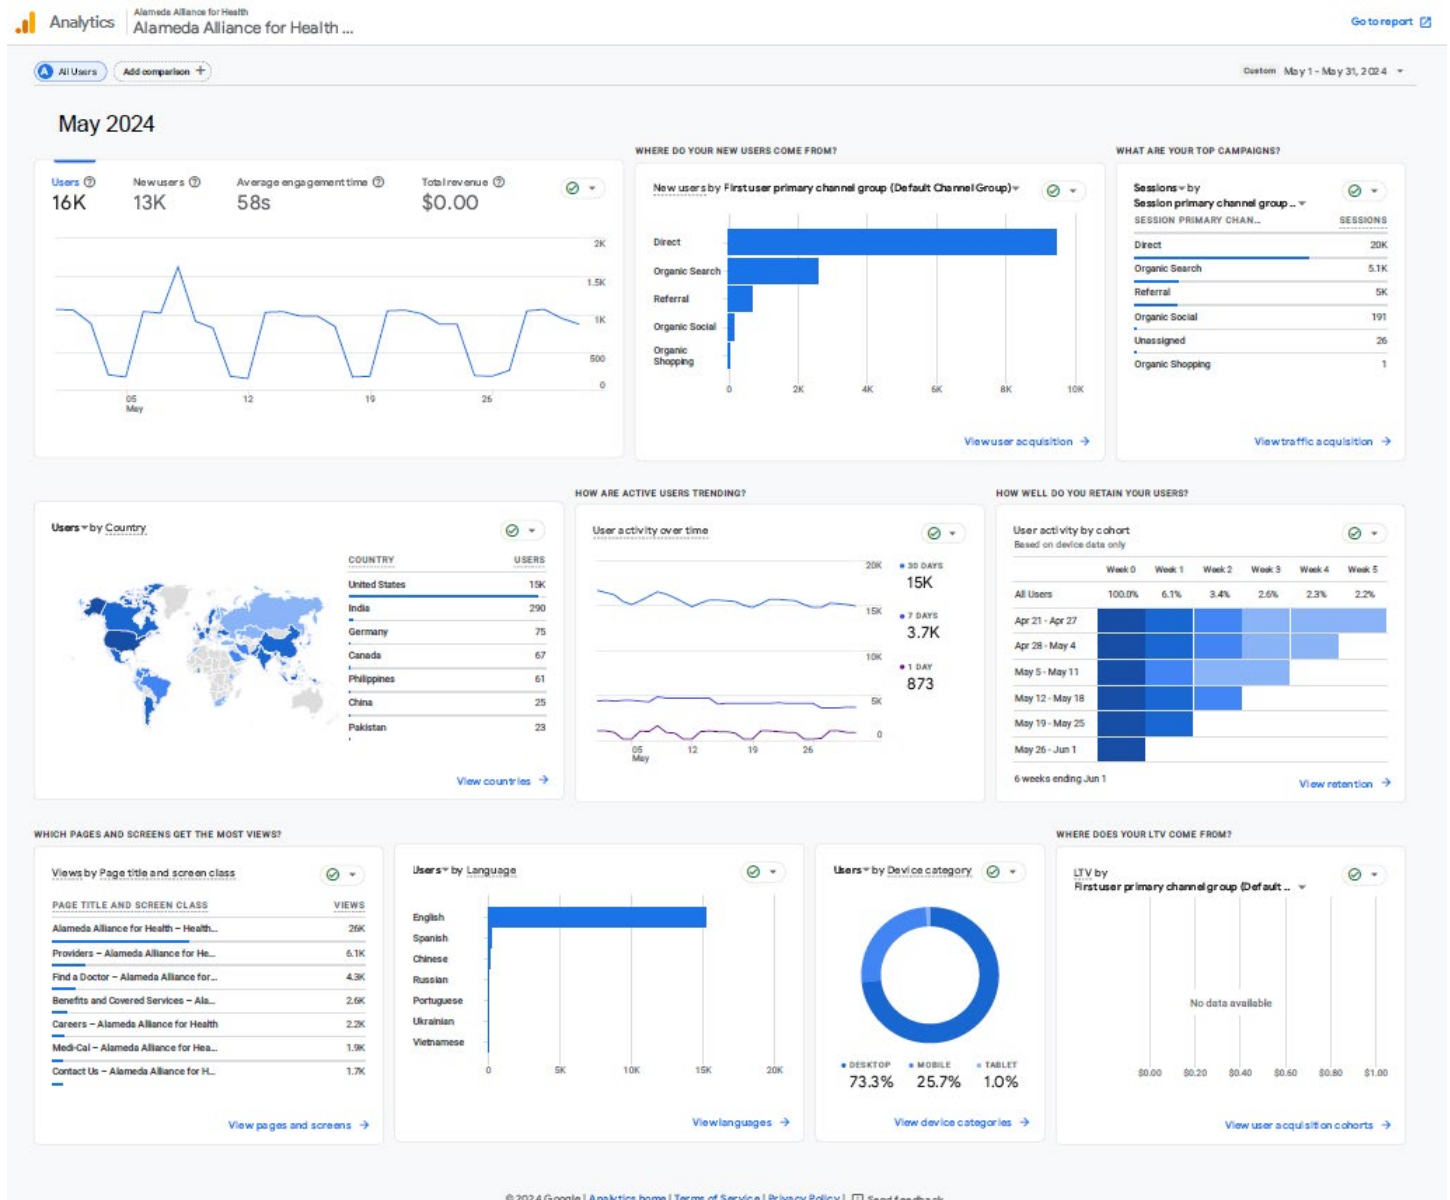 Analytics
Alameda Alliance for Health
Alameda Alliance for Health ...
Go to report
A All Users
Add comparison +
Custom May 1 - May 31, 2024
May 2024
Users
16K
New users
13K
Average engagement time
58s
Total revenue
$0.00
2K
1.5K
1K
500
0
05
May
12
19
26
WHERE DO YOUR NEW USERS COME FROM?
New users by First user primary channel group (Default Channel Group)
Direct
Organic Search
Referral
Organic Social
Organic
Shopping
0 2K 4K 6K 8K 10K
View user acquisition
WHAT ARE YOUR TOP CAMPAIGNS?
Sessions by
Session primary channel group ...
SESSION PRIMARY CHAN... SESSIONS
Direct 20K
Organic Search 5.1K
Referral 5K
Organic Social 191
Unassigned 26
Organic Shopping 1
View traffic acquisition
Users by Country
COUNTRY USERS
United States 15K
India 290
Germany 75
Canada 67
Philippines 61
China 25
Pakistan 23
View countries
HOW ARE ACTIVE USERS TRENDING?
User activity over time
20K
15K
10K
5K
0
05
May
12
19
26
30 DAYS
15K
7 DAYS
3.7K
1 DAY
873
HOW WELL DO YOU RETAIN YOUR USERS?
User activity by cohort
Based on device data only
Week 0 Week 1 Week 2 Week 3 Week 4 Week 5
All Users 100.0% 6.1% 3.4% 2.6% 2.3% 2.2%
Apr 21 - Apr 27
Apr 28 - May 4
May 5 - May 11
May 12 - May 18
May 19 - May 25
May 26 - Jun 1
6 weeks ending Jun 1
View retention
WHICH PAGES AND SCREENS GET THE MOST VIEWS?
Views by Page title and screen class
PAGE TITLE AND SCREEN CLASS VIEWS
Alameda Alliance for Health – Health... 26K
Providers – Alameda Alliance for He... 6.1K
Find a Doctor – Alameda Alliance for... 4.3K
Benefits and Covered Services – Ala... 2.6K
Careers – Alameda Alliance for Health 2.2K
Medi-Cal – Alameda Alliance for Hea... 1.9K
Contact Us – Alameda Alliance for H... 1.7K
View pages and screens
Users by Language
English
Spanish
Chinese
Russian
Portuguese
Ukrainian
Vietnamese
0 5K 10K 15K 20K
View languages
Users by Device category
DESKTOP
73.3%
MOBILE
25.7%
TABLET
1.0%
View device categories
WHERE DOES YOUR LTV COME FROM?
LTV by
First user primary channel group (Default ...
No data available
$0.00 $0.20 $0.40 $0.60 $0.80 $1.00
View user acquisition cohorts
© 2024 Google | Analytics home | Terms of Service | Privacy Policy | Send feedback